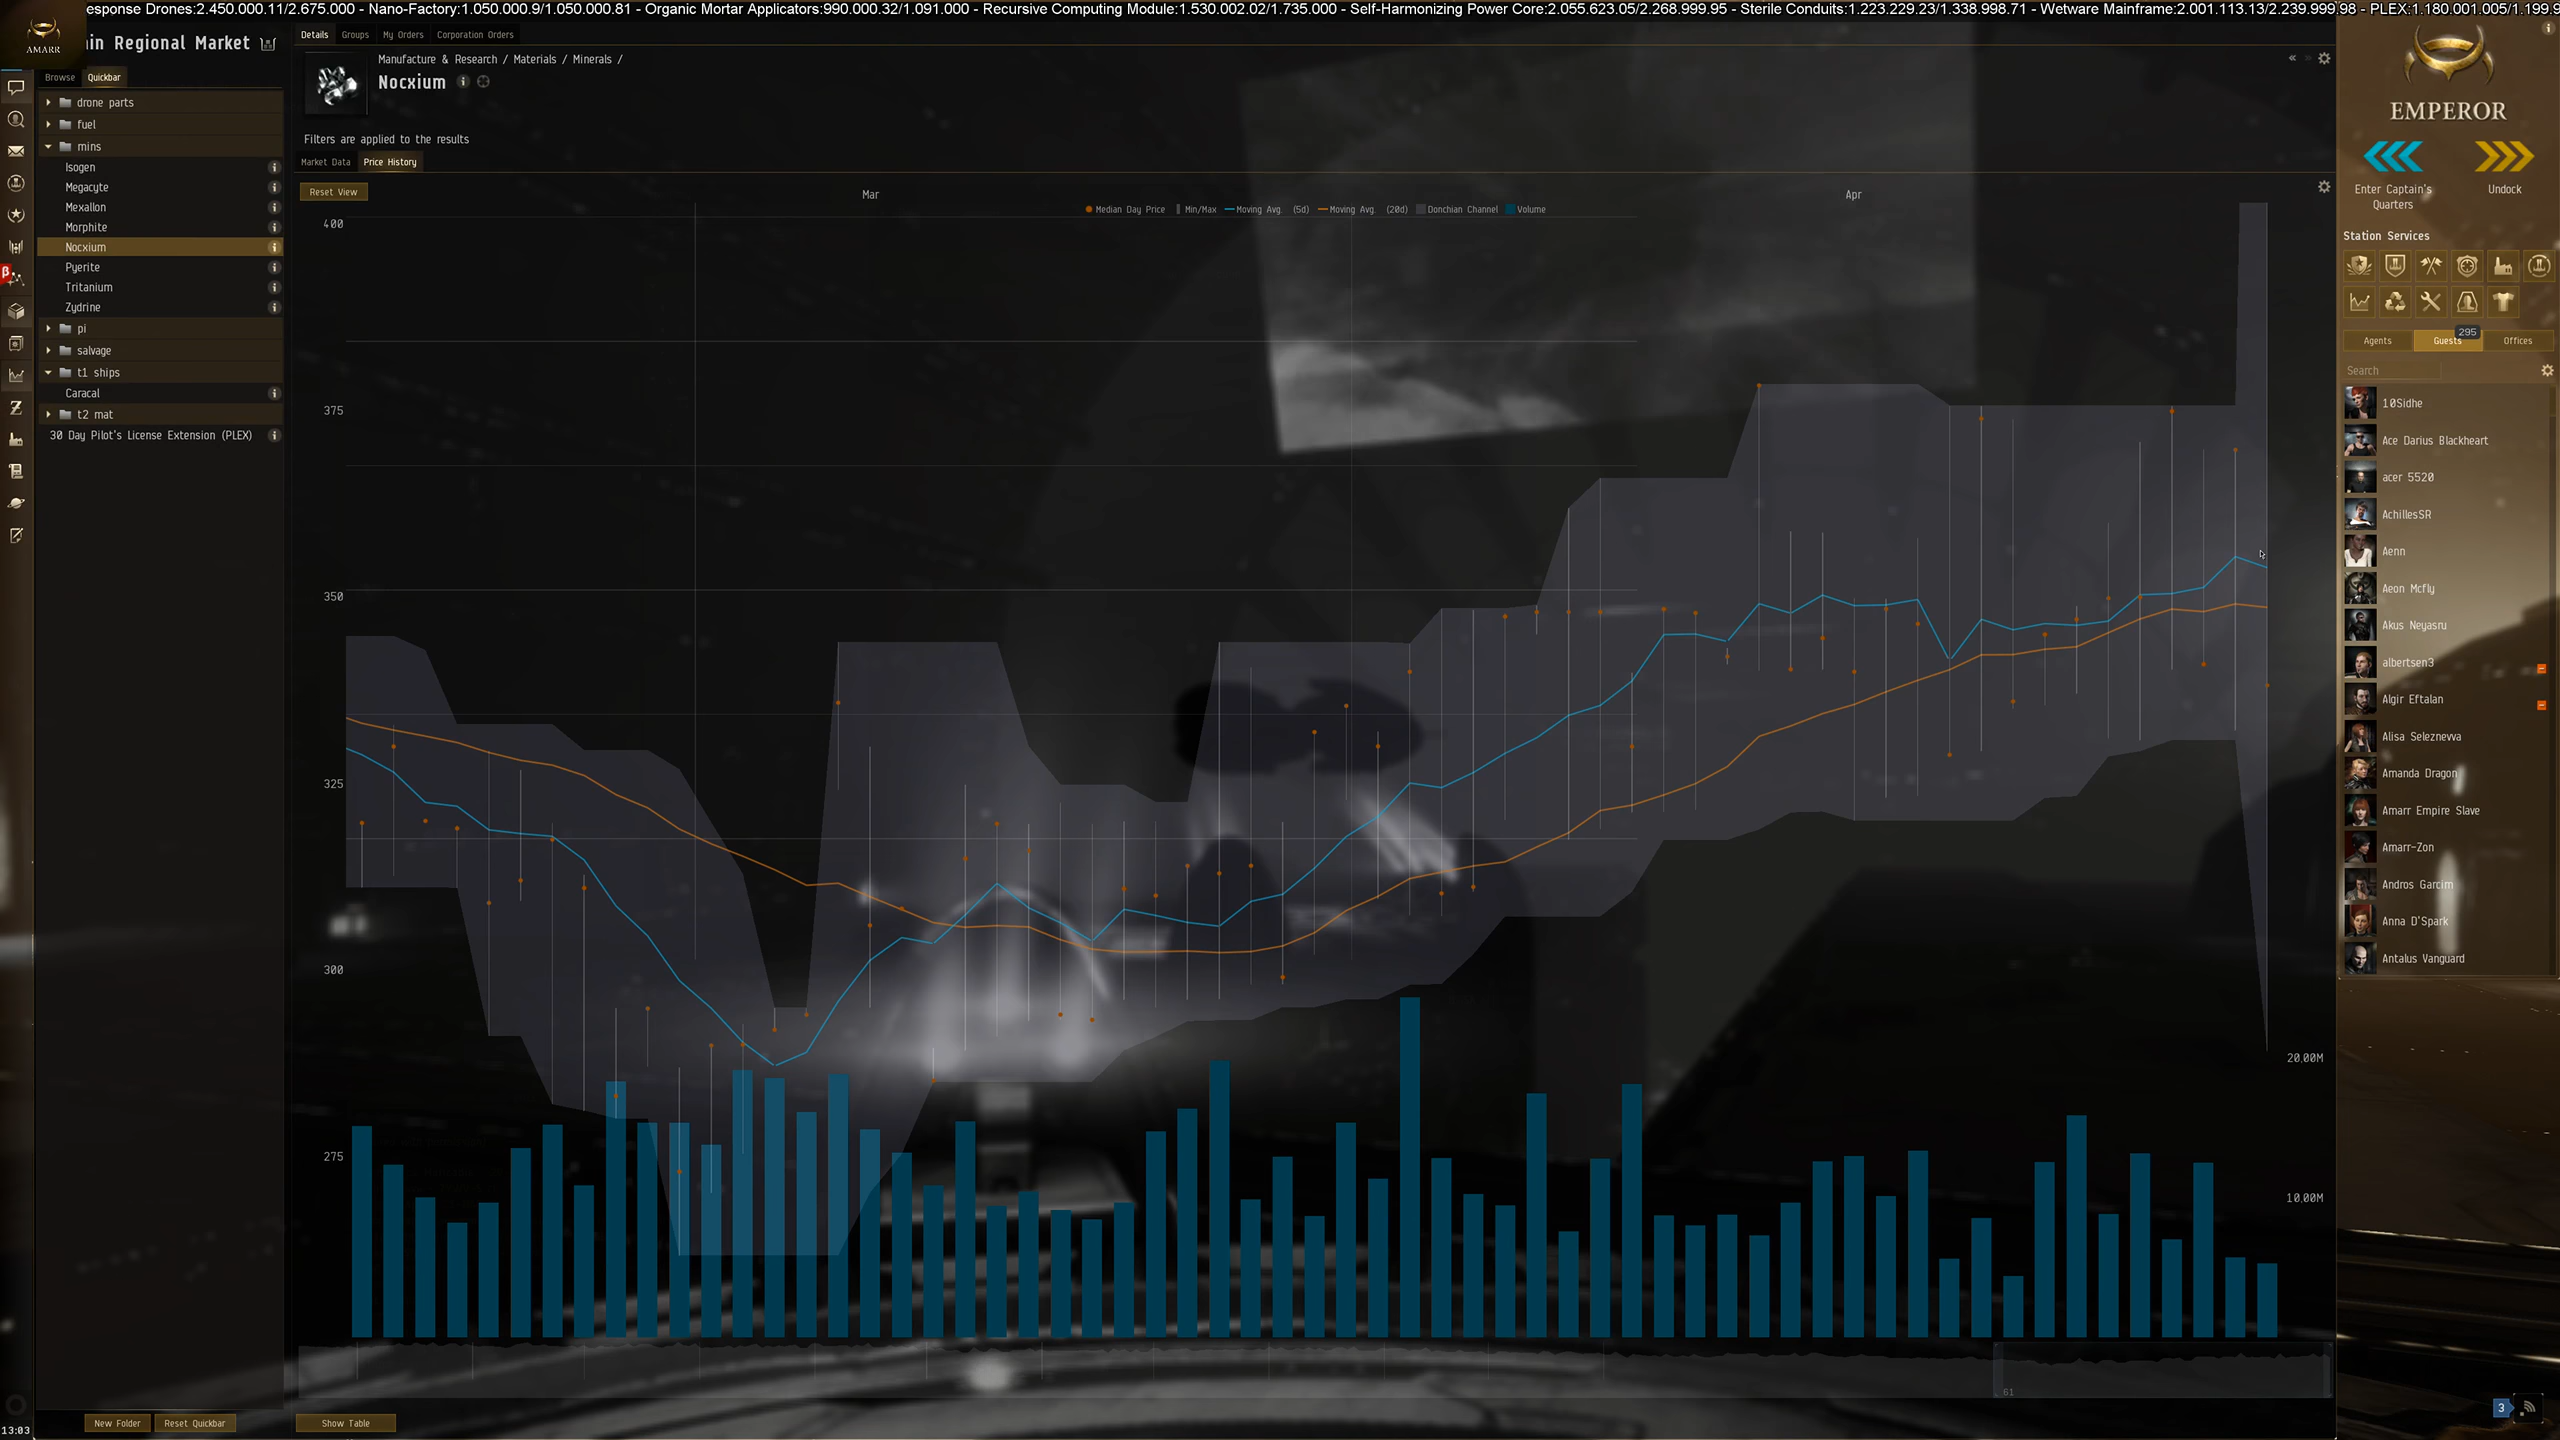 esponse Drones:2.450.000.11/2.675.000 - Nano-Factory:1.050.000.9/1.050.000.81 - Organic Mortar Applicators:990.000.32/1.091.000 - Recursive Computing Module:1.530.002.02/1.735.000 - Self-Harmonizing Power Core:2.055.623.05/2.268.999.95 - Sterile Conduits:1.223.229.23/1.338.998.71 - Wetware Mainframe:2.001.113.13/2.239.999.98 - PLEX:1.180.001.005/1.199.9
AMARR
in Regional Market
Browse Quickbar
drone parts
fuel
mins
Isogen
Megacyte
Mexallon
Morphite
Nocxium
Pyerite
Tritanium
Zydrine
pi
salvage
t1 ships
Caracal
t2 mat
30 Day Pilot's License Extension (PLEX)
New Folder Reset Quickbar
13:03
β
Details Groups My Orders Corporation Orders
Manufacture & Research / Materials / Minerals /
Nocxium
Filters are applied to the results
Market Data Price History
Reset View
Mar Apr
Median Day Price Min/Max Moving Avg. (5d) Moving Avg. (20d) Donchian Channel Volume
400
375
350
325
300
275
20.00M
10.00M
61
Show Table
EMPEROR
Enter Captain's
Quarters
Undock
Station Services
295
Agents Guests Offices
Search
10Sidhe
Ace Darius Blackheart
acer 5520
AchillesSR
Aenn
Aeon Mcfly
Akus Neyasru
albertsen3
Algir Eftalan
Alisa Seleznevva
Amanda Dragon
Amarr Empire Slave
Amarr-Zon
Andros Garcim
Anna D'Spark
Antalus Vanguard
3